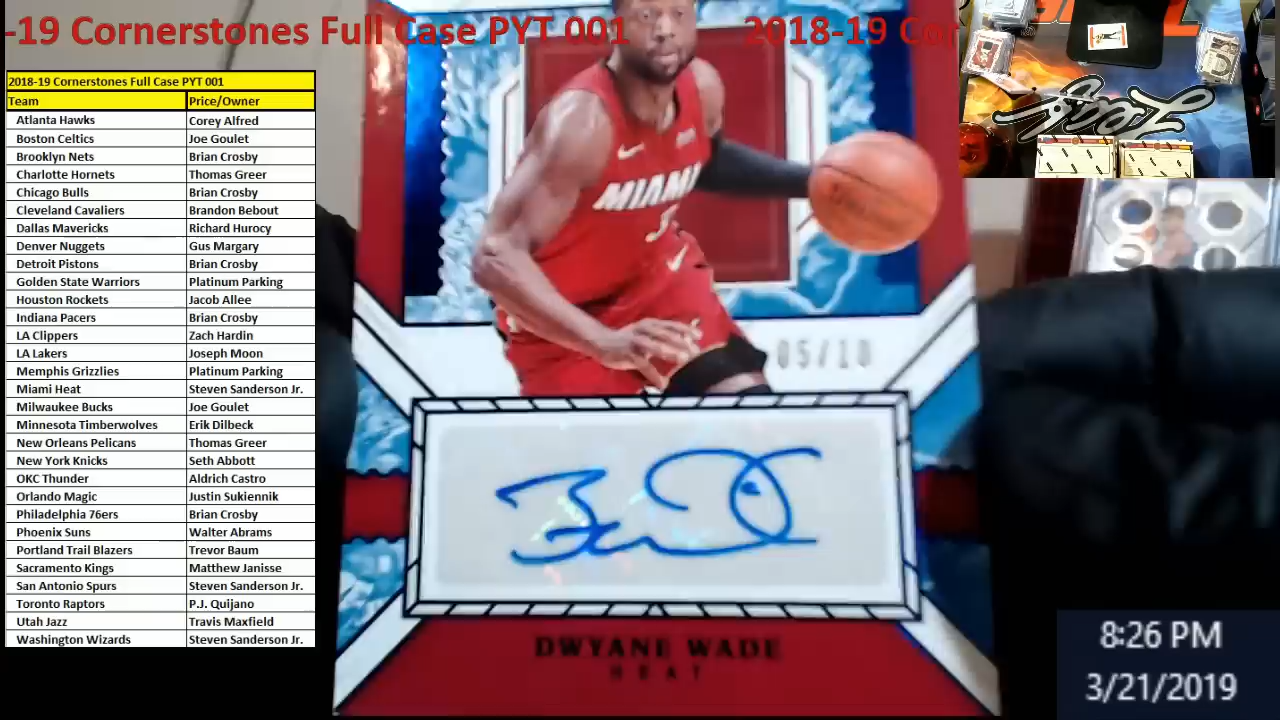 -19 Cornerstones Full Case PYT 001
2018-19 Cor
2018-19 Cornerstones Full Case PYT 001
Team Price/Owner
Atlanta Hawks Corey Alfred
Boston Celtics Joe Goulet
Brooklyn Nets Brian Crosby
Charlotte Hornets Thomas Greer
Chicago Bulls Brian Crosby
Cleveland Cavaliers Brandon Bebout
Dallas Mavericks Richard Hurocy
Denver Nuggets Gus Margary
Detroit Pistons Brian Crosby
Golden State Warriors Platinum Parking
Houston Rockets Jacob Allee
Indiana Pacers Brian Crosby
LA Clippers Zach Hardin
LA Lakers Joseph Moon
Memphis Grizzlies Platinum Parking
Miami Heat Steven Sanderson Jr.
Milwaukee Bucks Joe Goulet
Minnesota Timberwolves Erik Dilbeck
New Orleans Pelicans Thomas Greer
New York Knicks Seth Abbott
OKC Thunder Aldrich Castro
Orlando Magic Justin Sukiennik
Philadelphia 76ers Brian Crosby
Phoenix Suns Walter Abrams
Portland Trail Blazers Trevor Baum
Sacramento Kings Matthew Janisse
San Antonio Spurs Steven Sanderson Jr.
Toronto Raptors P.J. Quijano
Utah Jazz Travis Maxfield
Washington Wizards Steven Sanderson Jr.
MIAMI
3
05/10
DWYANE WADE
HEAT
Leaf
8:26 PM
3/21/2019